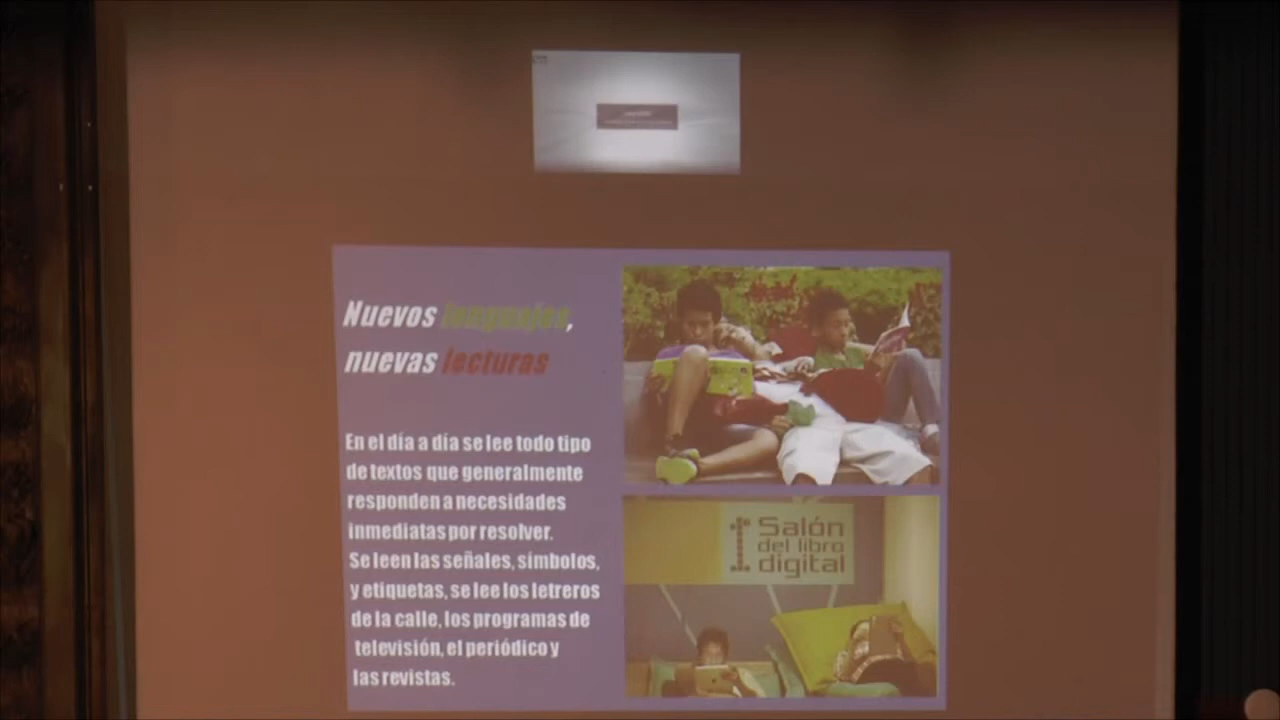 Nuevos lenguajes,
nuevas lecturas
En el día a día se lee todo tipo
de textos que generalmente
responden a necesidades
inmediatas por resolver.
Se leen las señales, símbolos,
y etiquetas, se lee los letreros
de la calle, los programas de
televisión, el periódico y
las revistas.
1 Salón
del libro
digital